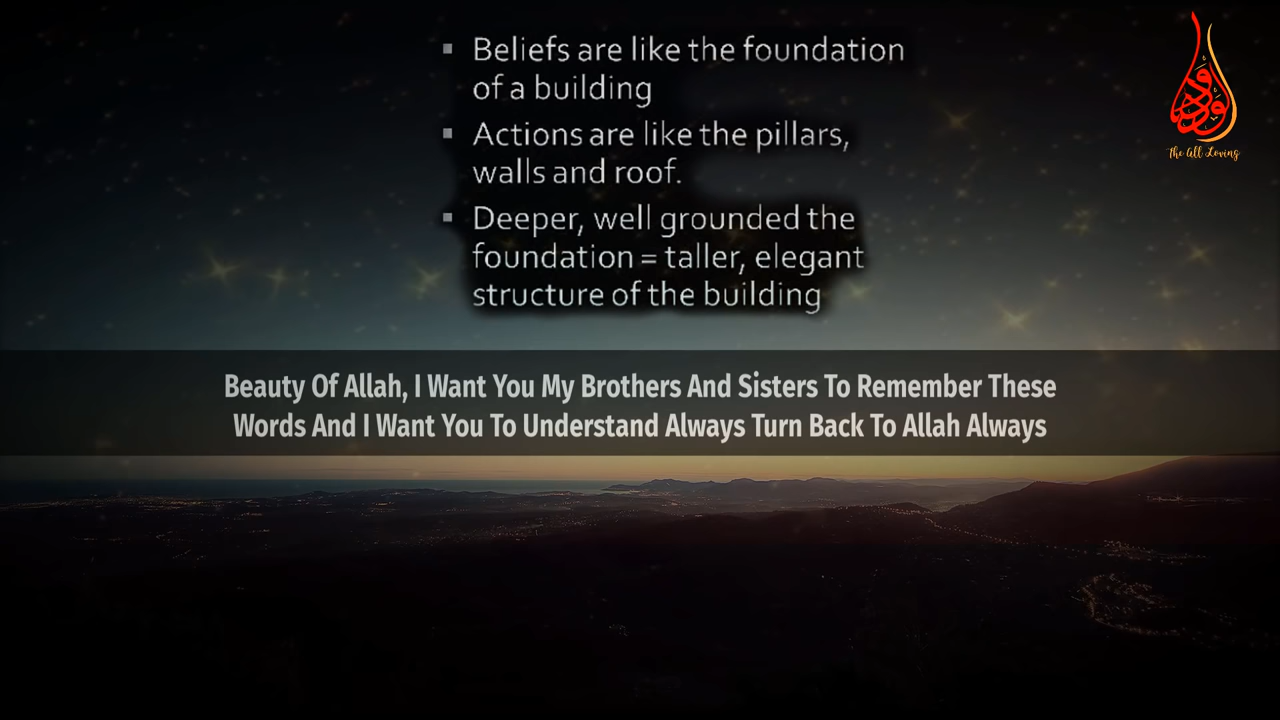 Beliefs are like the foundation
of a building
Actions are like the pillars,
walls and roof.
Deeper, well grounded the
foundation = taller, elegant
structure of the building
الودود
The All Loving
Beauty Of Allah, I Want You My Brothers And Sisters To Remember These
Words And I Want You To Understand Always Turn Back To Allah Always